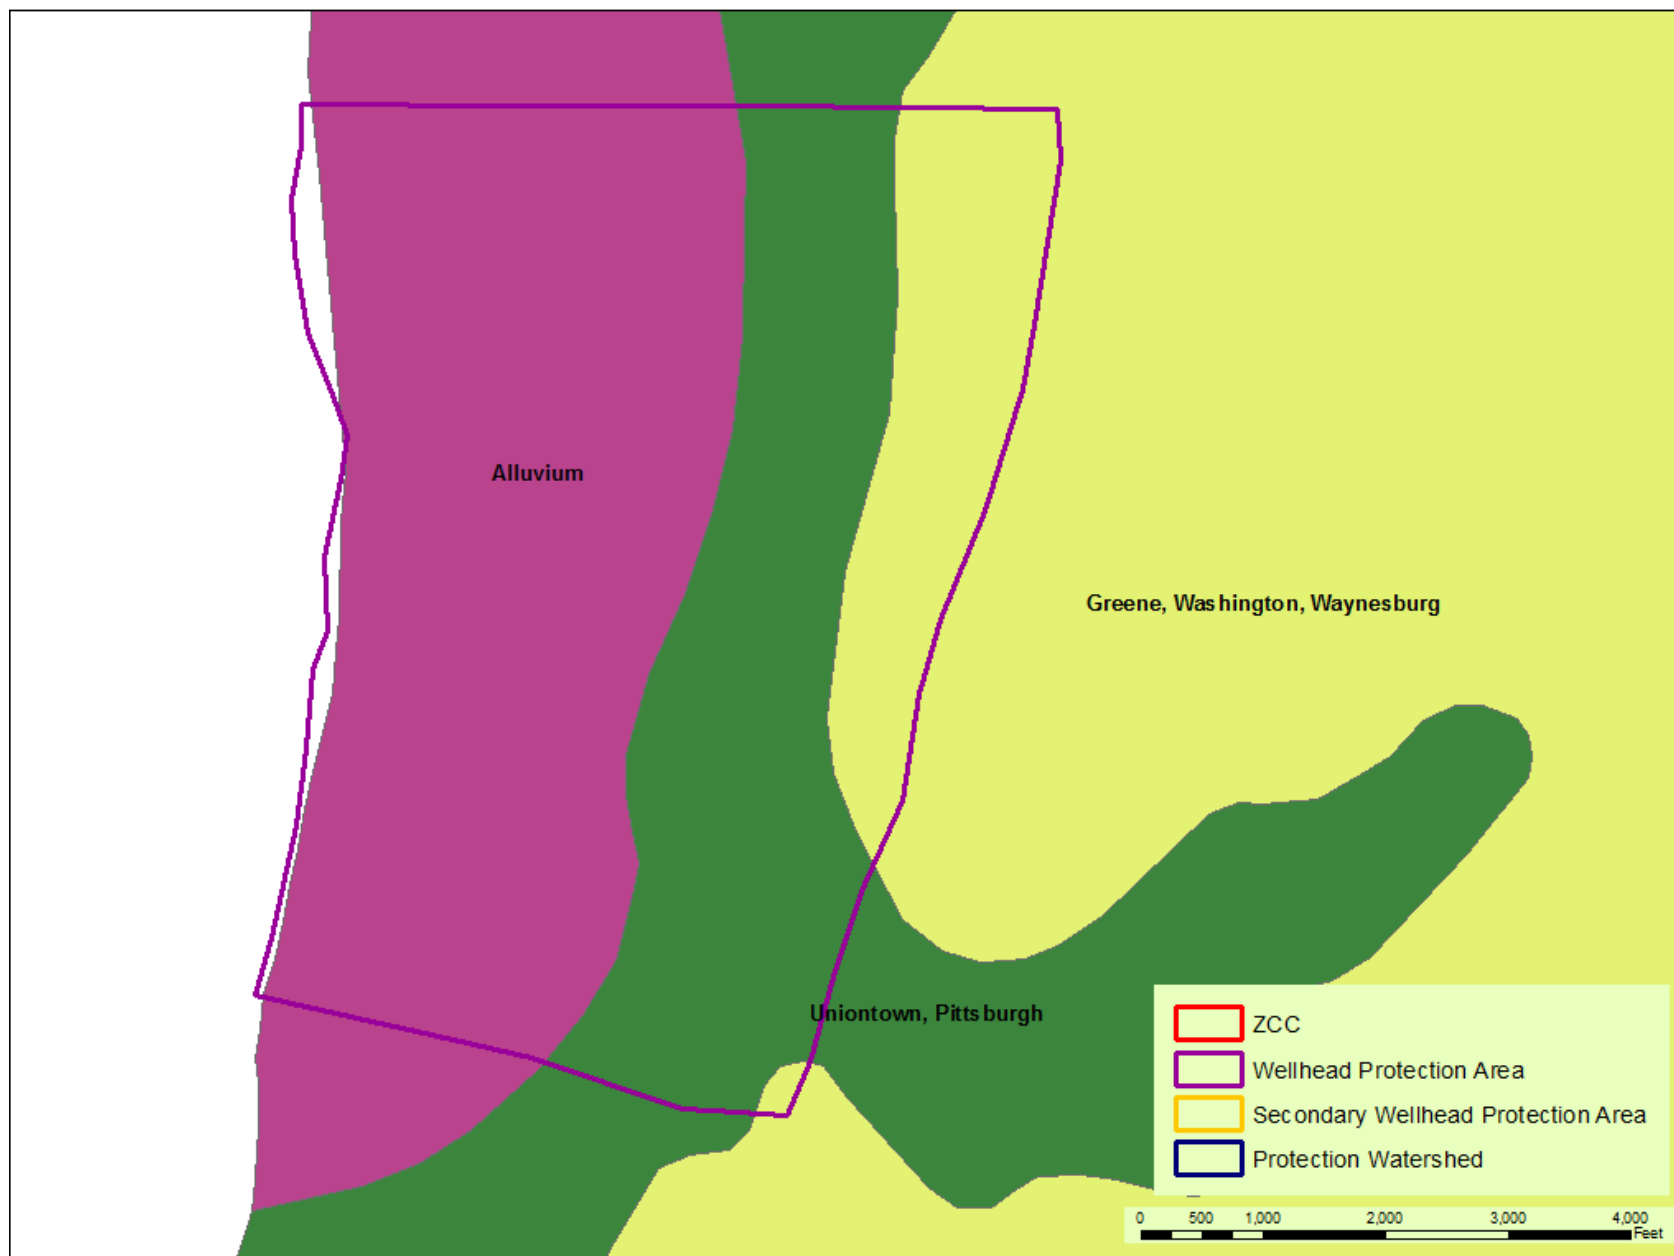 Alluvium
Greene, Washington, Waynesburg
Uniontown, Pittsburgh
ZCC
Wellhead Protection Area
Secondary Wellhead Protection Area
Protection Watershed
0 500 1,000 2,000 3,000 4,000
Feet